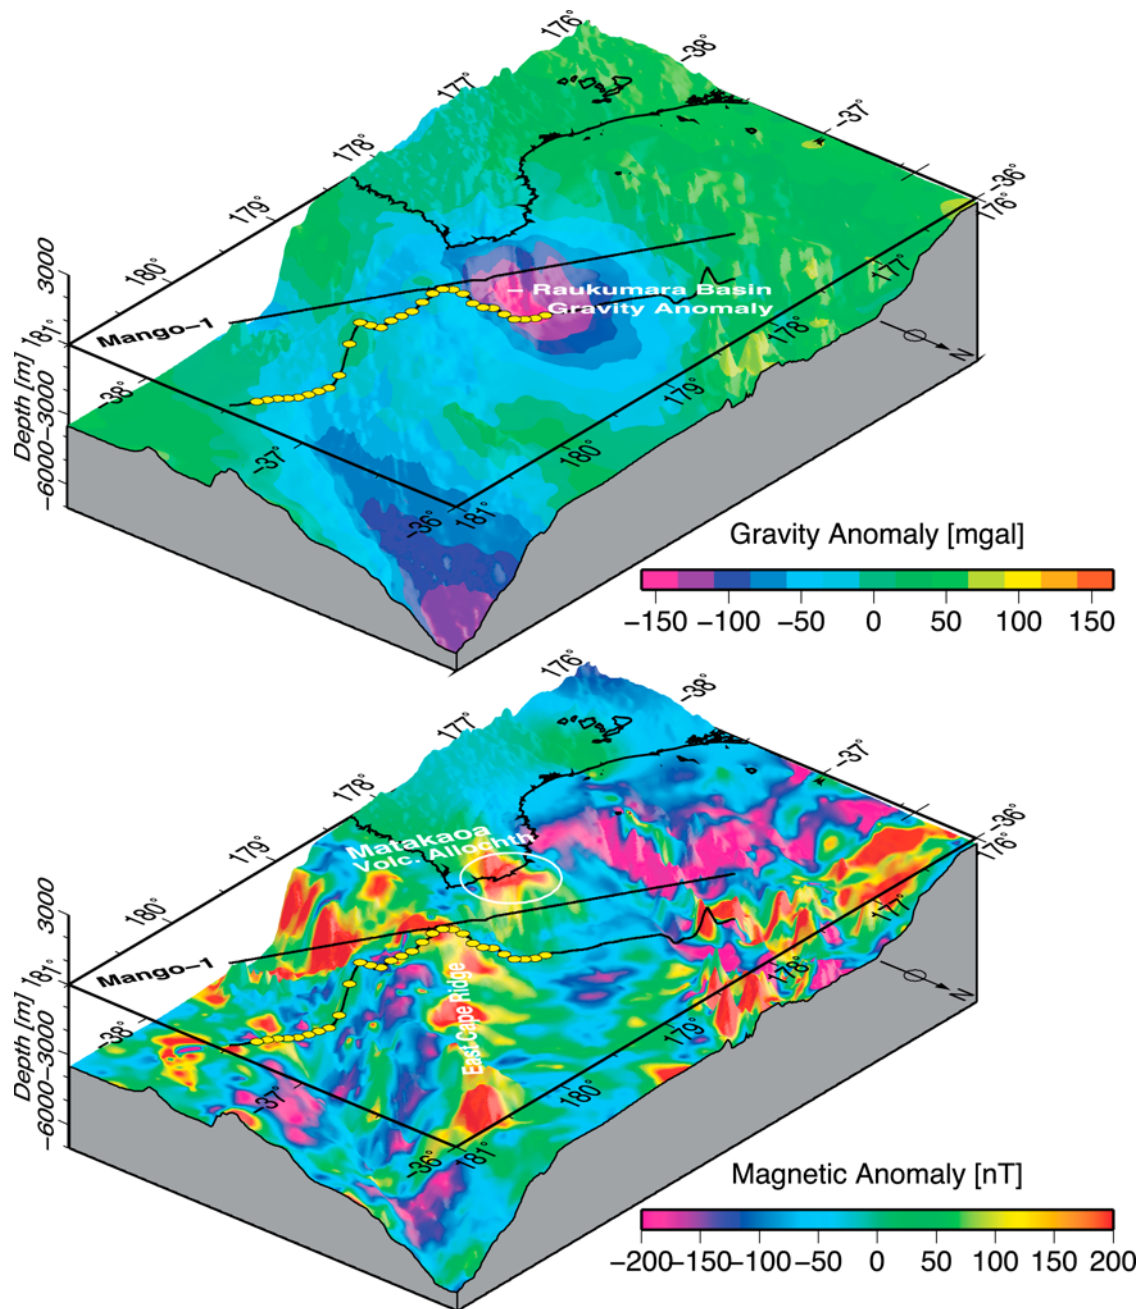 176°
−38°
177°
−37°
178°
−36°
176°
179°
177°
180°
3000
− Raukumara Basin
Gravity Anomaly
Mango−1
178°
181°
0
N
Depth [m]
−38°
179°
−3000
180°
−37°
−6000
−36°
181°
Gravity Anomaly [mgal]
−150 −100 −50 0 50 100 150
176°
−38°
177°
−37°
178°
−36°
176°
Matakaoa
Volc. Allochth
179°
177°
180°
3000
Mango−1
178°
181°
0
N
East Cape Ridge
Depth [m]
−38°
179°
−3000
180°
−37°
−6000
−36°
181°
Magnetic Anomaly [nT]
−200 −150 −100 −50 0 50 100 150 200